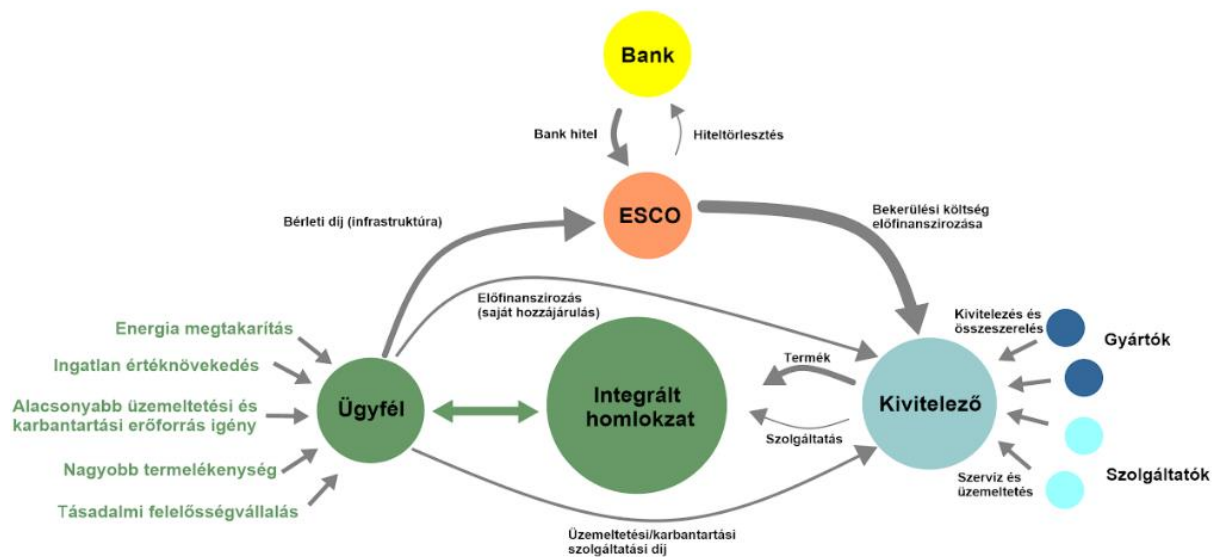 Bank
Bank hitel
Hiteltörlesztés
ESCO
Bérleti díj (infrastruktúra)
Bekerülési költség
előfinanszírozása
Előfinanszírozás
(saját hozzájárulás)
Energia megtakarítás
Ingatlan értéknövekedés
Alacsonyabb üzemeltetési és
karbantartási erőforrás igény
Nagyobb termelékenység
Tásadalmi felelősségvállalás
Ügyfél
Integrált
homlokzat
Termék
Szolgáltatás
Kivitelező
Kivitelezés és
összeszerelés
Gyártók
Szerviz és
üzemeltetés
Szolgáltatók
Üzemeltetési/karbantartási
szolgáltatási díj